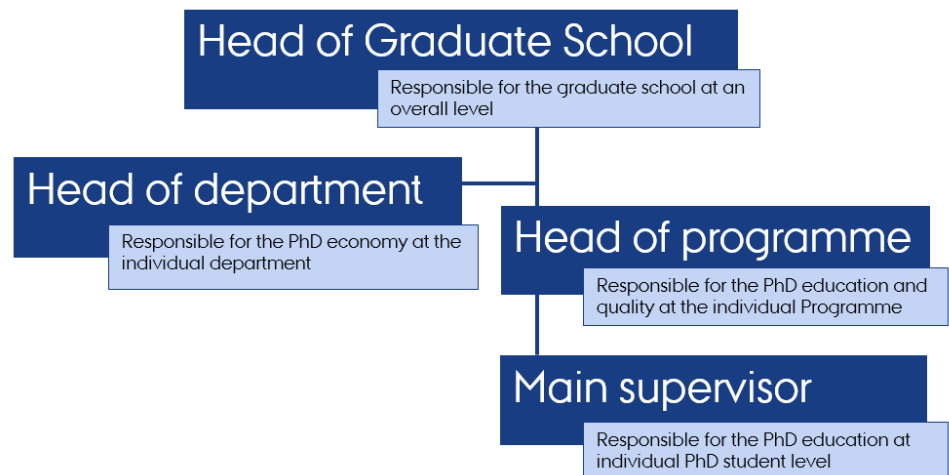 Head of Graduate School
Responsible for the graduate school at an
overall level
Head of department
Responsible for the PhD economy at the
individual department
Head of programme
Responsible for the PhD education and
quality at the individual Programme
Main supervisor
Responsible for the PhD education at
individual PhD student level